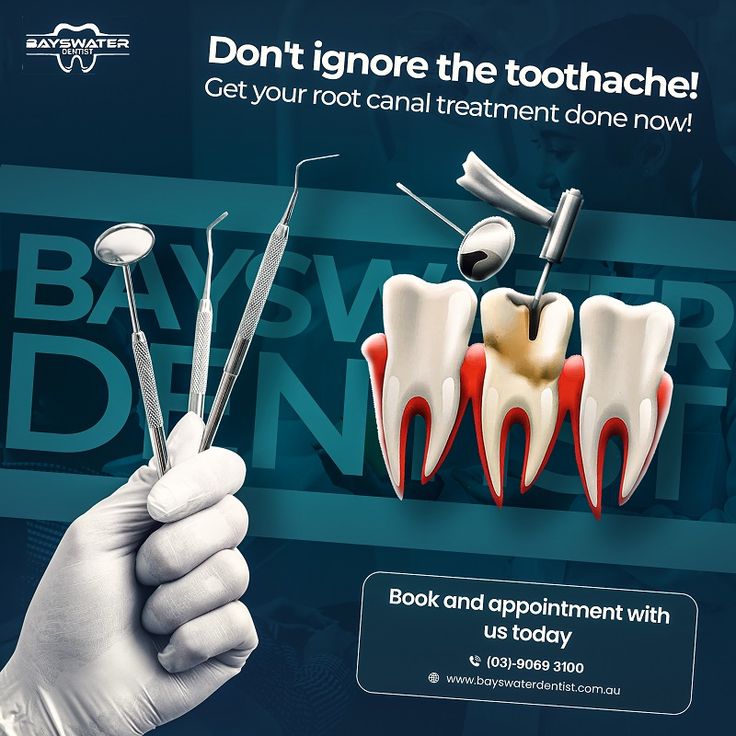 BAYSWATER
DENTIST
Don't ignore the toothache!
Get your root canal treatment done now!
BAYSWATER
DENTIST
Book and appointment with
us today
(03)-9069 3100
www.bayswaterdentist.com.au